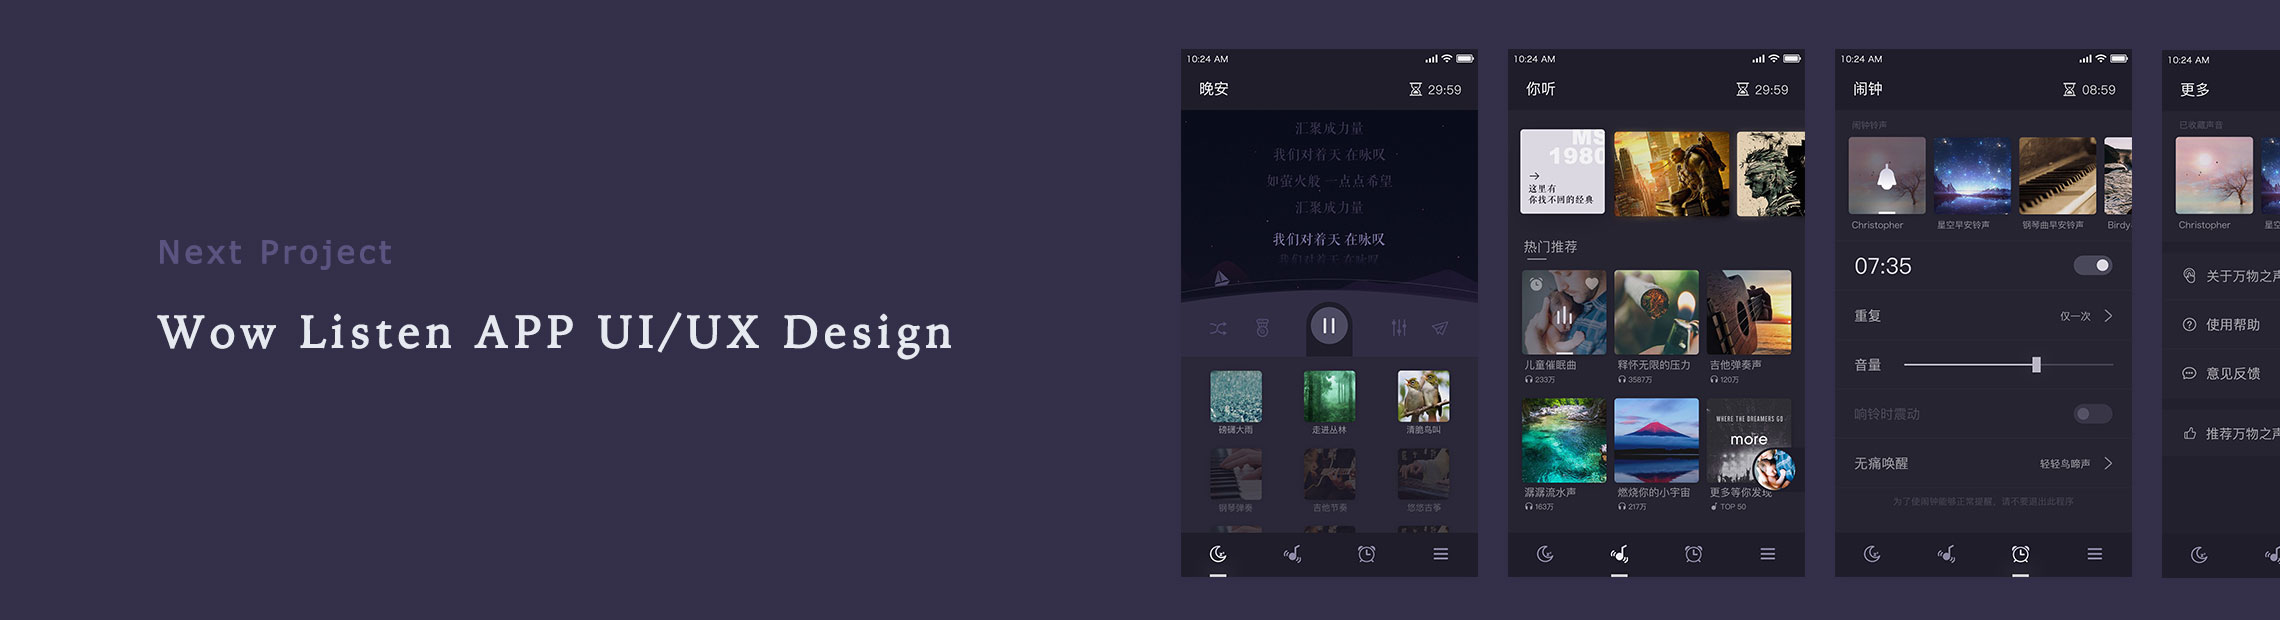 Next Project
Wow Listen APP UI/UX Design
10:24 AM
晚安
29:59
汇聚成力量
我们对着天 在咏叹
如萤火般 一点点希望
汇聚成力量
我们对着天 在咏叹
我们对着天 在咏叹
磅礴大雨
走进丛林
清脆鸟叫
钢琴弹奏
吉他节奏
悠悠古筝
10:24 AM
你听
29:59
MS
1980
这里有
你找不回的经典
热门推荐
儿童催眠曲
释怀无限的压力
吉他弹奏声
233万
3587万
120万
WHERE THE DREAMERS GO
more
潺潺流水声
燃烧你的小宇宙
更多等你发现
163万
217万
TOP 50
10:24 AM
闹钟
08:59
闹钟铃声
Christopher
星空早安铃声
钢琴曲早安铃声
Birdy
07:35
重复
仅一次
音量
响铃时震动
无痛唤醒
轻轻鸟啼声
为了使闹钟能够正常提醒，请不要退出此程序
10:24 AM
更多
已收藏声音
Christopher
星空
关于万物之声
使用帮助
意见反馈
推荐万物之声